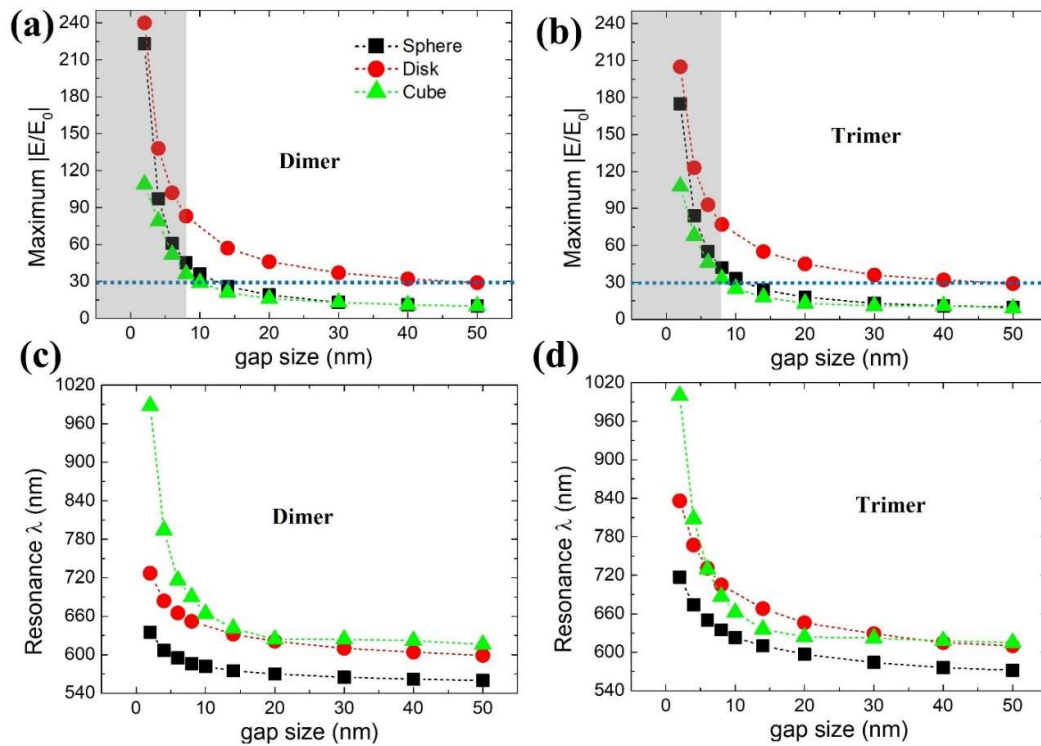 (a)
240
210
180
150
120
90
60
30
0
Maximum |E/E₀|
Sphere
Disk
Cube
Dimer
0 10 20 30 40 50
gap size (nm)
(b)
240
210
180
150
120
90
60
30
0
Maximum |E/E₀|
Trimer
0 10 20 30 40 50
gap size (nm)
(c)
1020
960
900
840
780
720
660
600
540
Resonance λ (nm)
Dimer
0 10 20 30 40 50
gap size (nm)
(d)
1020
960
900
840
780
720
660
600
540
Resonance λ (nm)
Trimer
0 10 20 30 40 50
gap size (nm)